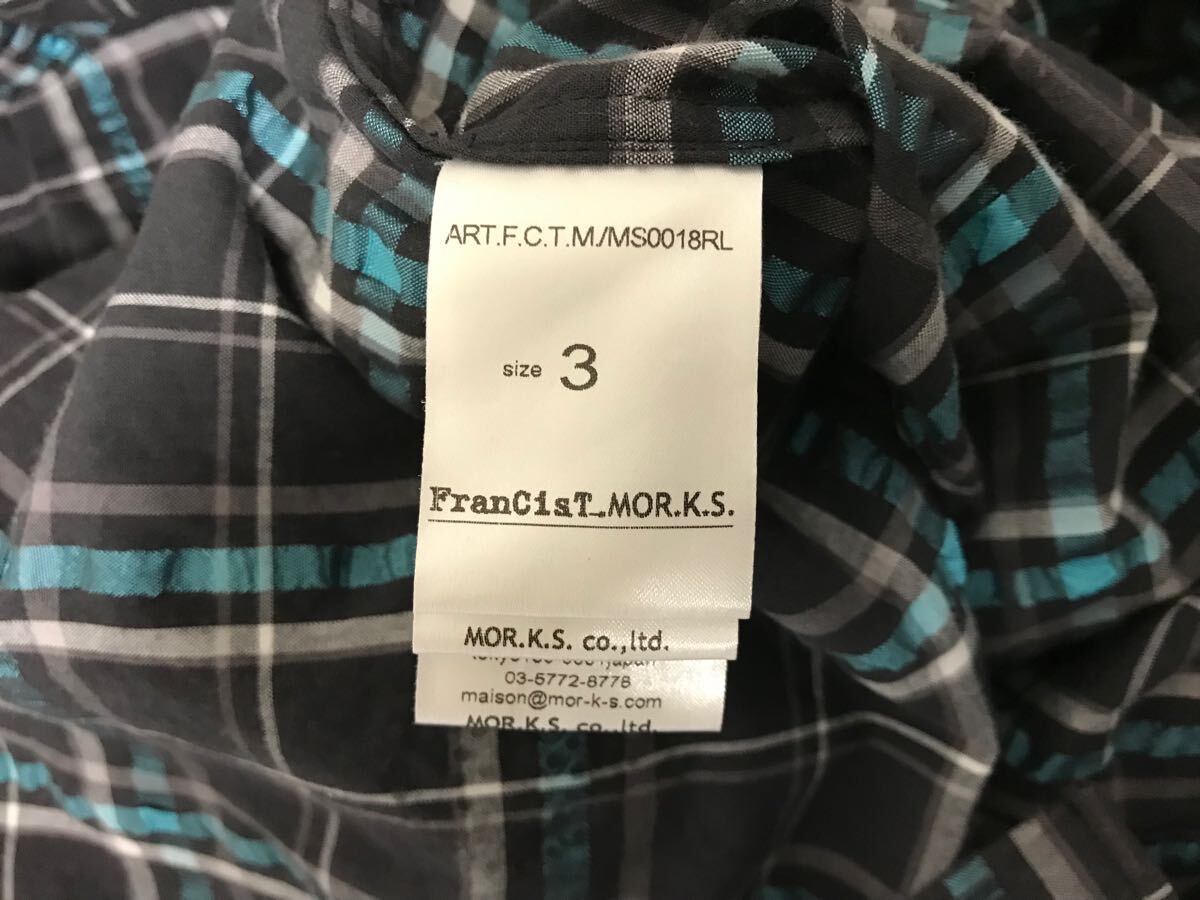 ART.F.C.T.M./MS0018RL
size 3
FranCisT_MOR.K.S.
MOR.K.S. co.,ltd.
03-5772-8778
maison@mor-k-s.com
MOR.K.S. co.,ltd.